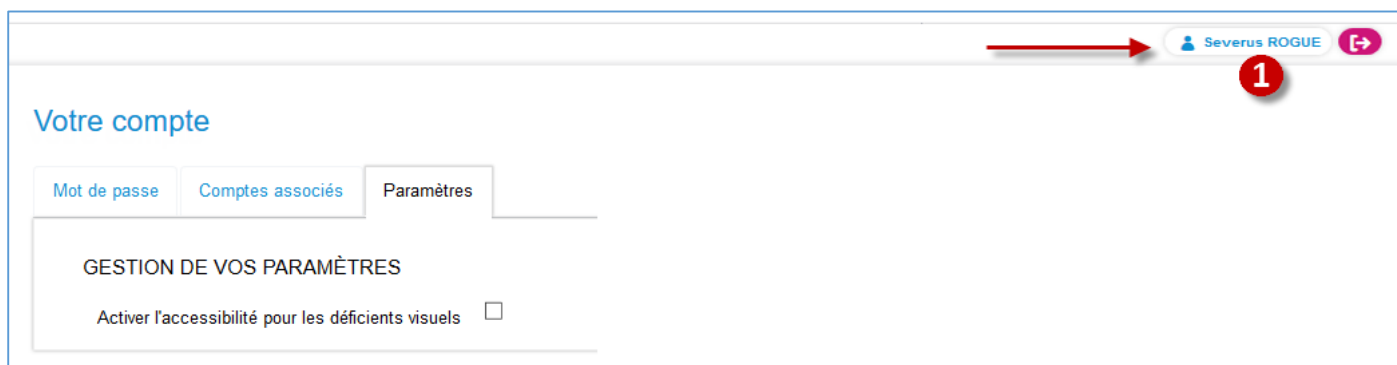 Severus ROGUE
1
Votre compte
Mot de passe Comptes associés Paramètres
GESTION DE VOS PARAMÈTRES
Activer l'accessibilité pour les déficients visuels